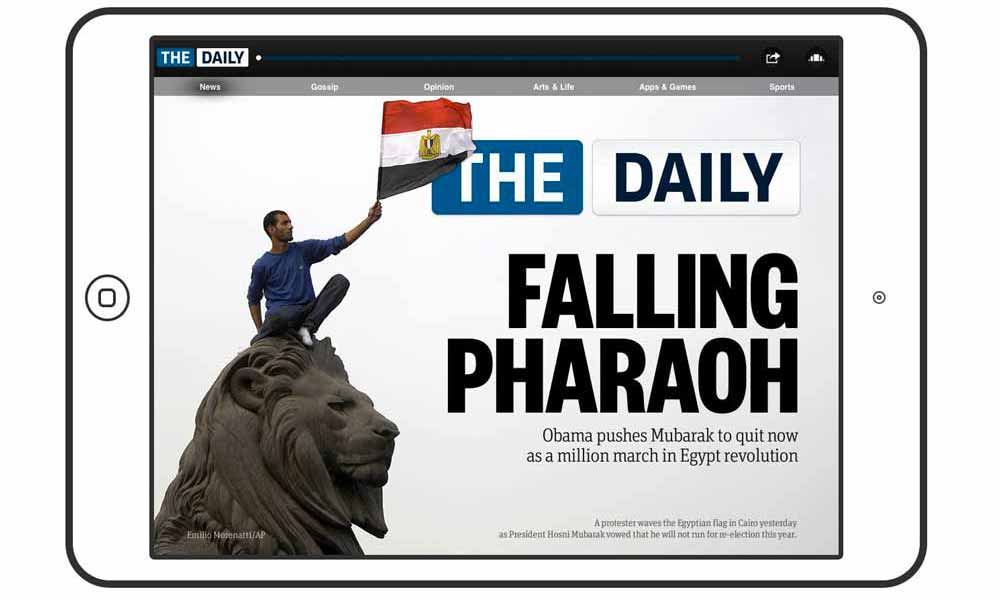 THE DAILY
News Gossip Opinion Arts & Life Apps & Games Sports
THE DAILY
FALLING
PHARAOH
Obama pushes Mubarak to quit now
as a million march in Egypt revolution
A protester waves the Egyptian flag in Cairo yesterday
as President Hosni Mubarak vowed that he will not run for re-election this year.
Emilio Morenatti/AP